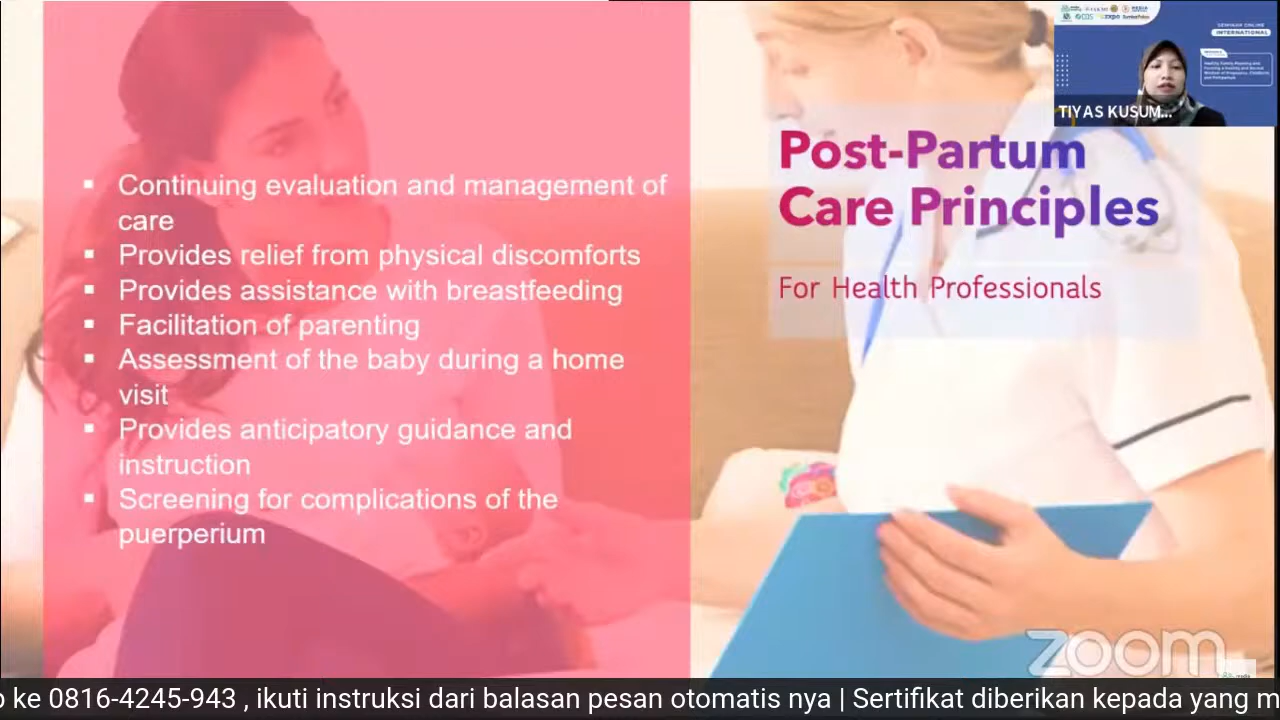 Continuing evaluation and management of
care
Provides relief from physical discomforts
Provides assistance with breastfeeding
Facilitation of parenting
Assessment of the baby during a home
visit
Provides anticipatory guidance and
instruction
Screening for complications of the
puerperium
Post-Partum
Care Principles
For Health Professionals
SEMINAR ONLINE
INTERNATIONAL
TIYAS KUSUM...
zoom
ke 0816-4245-943 , ikuti instruksi dari balasan pesan otomatis nya | Sertifikat diberikan kepada yang m